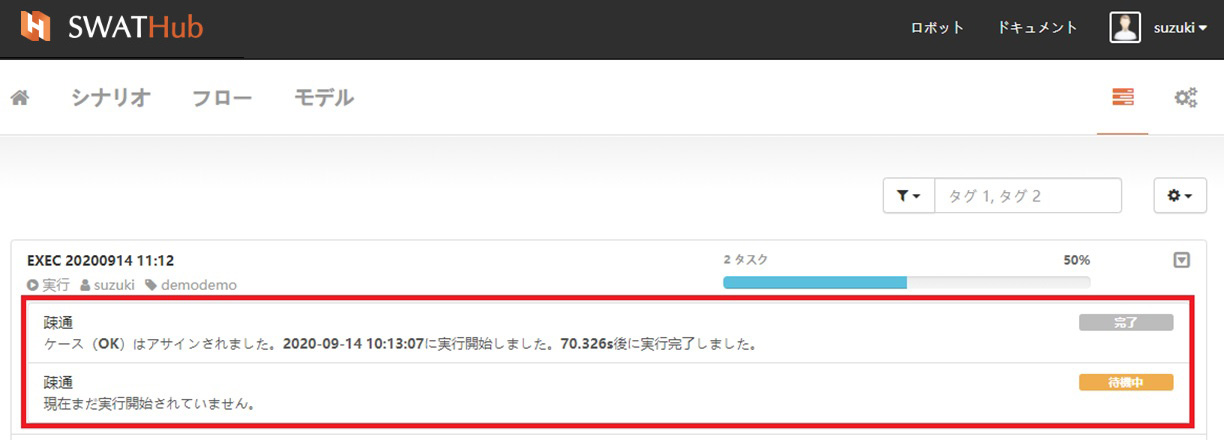 SWATHub
ロボット ドキュメント suzuki
シナリオ フロー モデル
タグ 1, タグ 2
EXEC 20200914 11:12 2 タスク 50%
実行 suzuki demodemo
疎通 完了
ケース（OK）はアサインされました。2020-09-14 10:13:07に実行開始しました。70.326s後に実行完了しました。
疎通 待機中
現在まだ実行開始されていません。